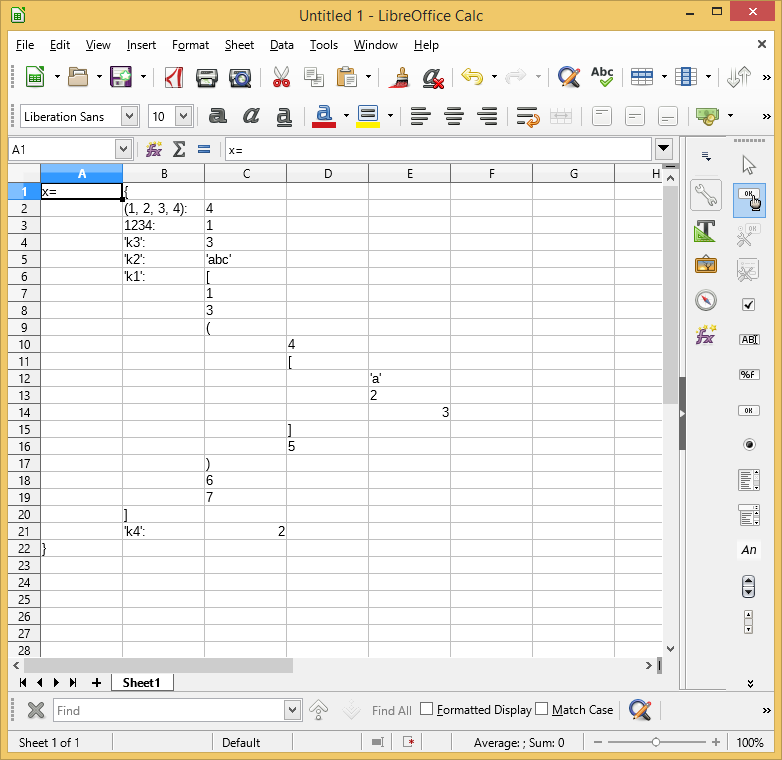 Untitled 1 - LibreOffice Calc
File Edit View Insert Format Sheet Data Tools Window Help
Abc
Liberation Sans 10 a a a a
A1 fx Σ = x=
A B C D E F G H
1 x= {
2 (1, 2, 3, 4): 4
3 1234: 1
4 'k3': 3
5 'k2': 'abc'
6 'k1': [
7 1
8 3
9 (
10 4
11 [
12 'a'
13 2
14 3
15 ]
16 5
17 )
18 6
19 7
20 ]
21 'k4': 2
22 }
23
24
25
26
27
28
OK
OK
T
fx
ABI
%F
OK
An
Sheet1
Find Find All Formatted Display Match Case
Sheet 1 of 1 Default Average: ; Sum: 0 100%